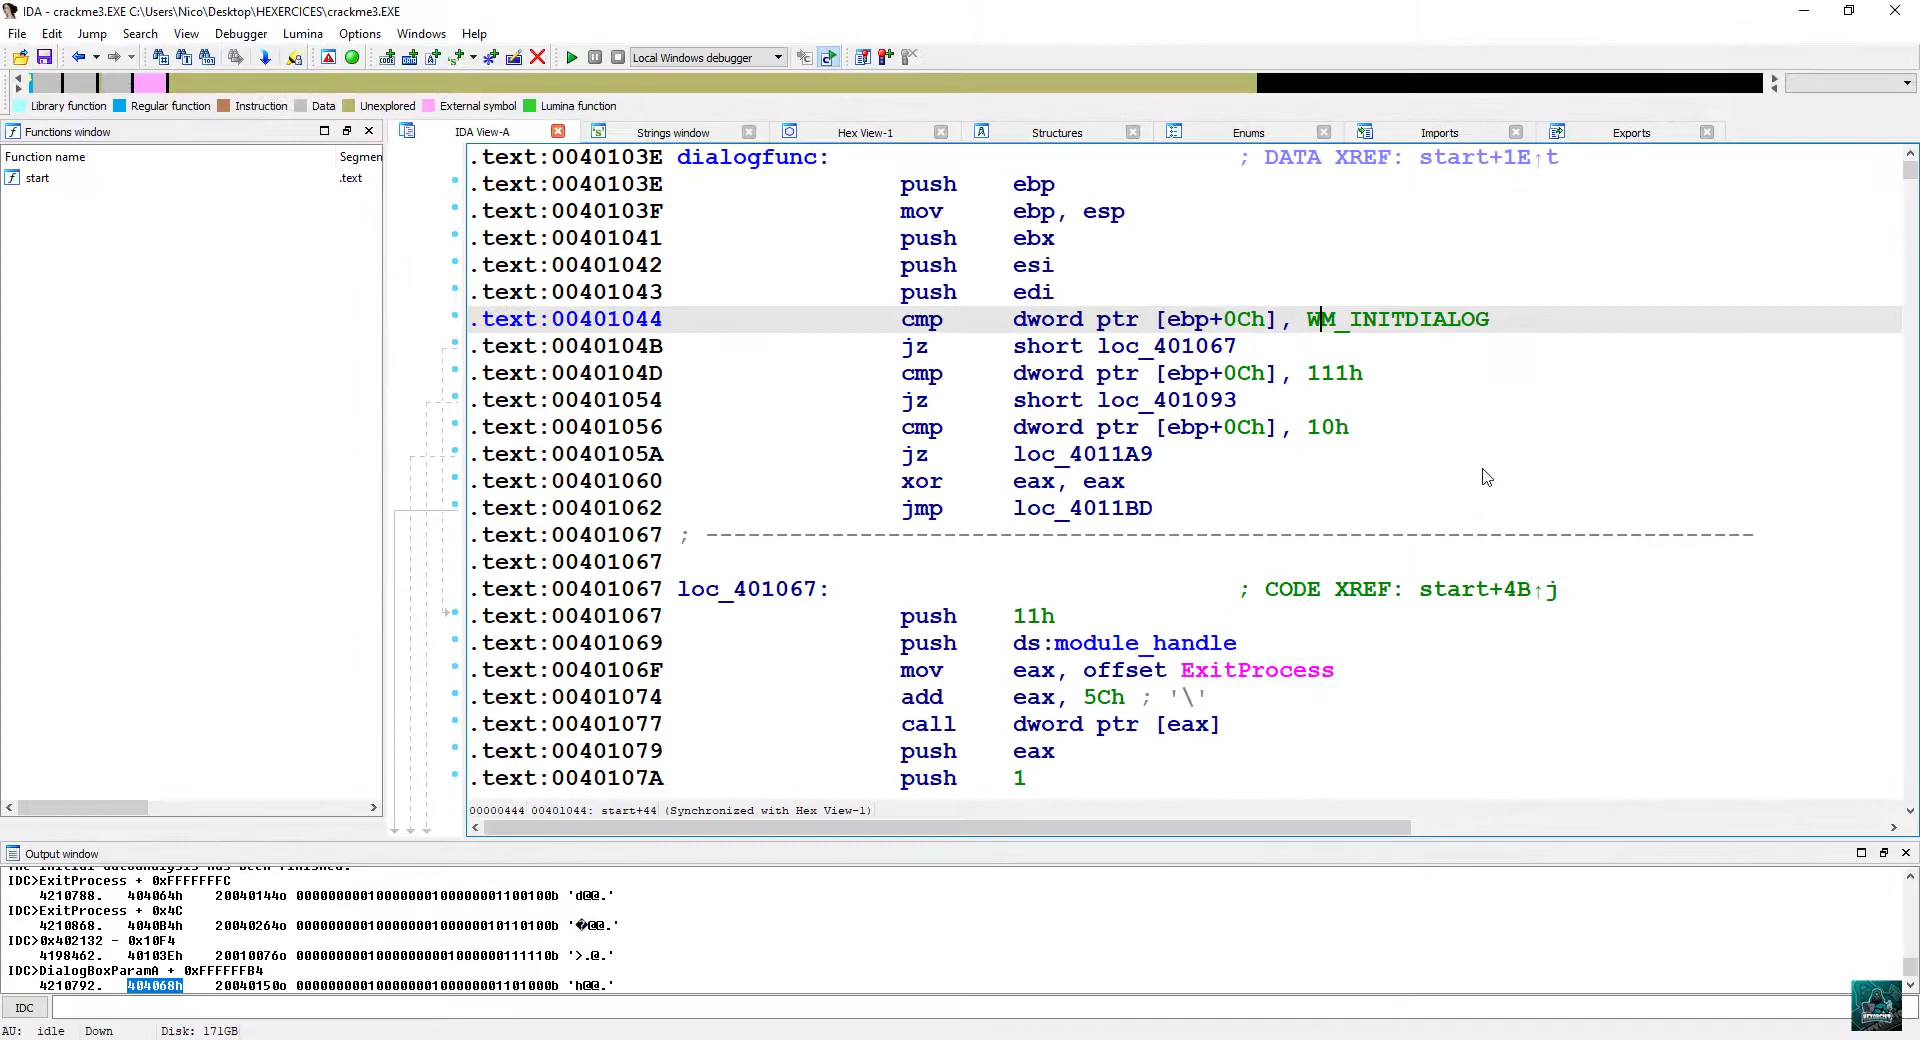 IDA - crackme3.EXE C:\Users\Nico\Desktop\HEXERCICES\crackme3.EXE
File Edit Jump Search View Debugger Lumina Options Windows Help
Local Windows debugger
Library function Regular function Instruction Data Unexplored External symbol Lumina function
Functions window
IDA View-A Strings window Hex View-1 Structures Enums Imports Exports
Function name Segmen
start .text
.text:0040103E dialogfunc: ; DATA XREF: start+1E↑t
.text:0040103E push ebp
.text:0040103F mov ebp, esp
.text:00401041 push ebx
.text:00401042 push esi
.text:00401043 push edi
.text:00401044 cmp dword ptr [ebp+0Ch], WM_INITDIALOG
.text:0040104B jz short loc_401067
.text:0040104D cmp dword ptr [ebp+0Ch], 111h
.text:00401054 jz short loc_401093
.text:00401056 cmp dword ptr [ebp+0Ch], 10h
.text:0040105A jz loc_4011A9
.text:00401060 xor eax, eax
.text:00401062 jmp loc_4011BD
.text:00401067 ; ---------------------------------------------------------------------------
.text:00401067
.text:00401067 loc_401067: ; CODE XREF: start+4B↑j
.text:00401067 push 11h
.text:00401069 push ds:module_handle
.text:0040106F mov eax, offset ExitProcess
.text:00401074 add eax, 5Ch ; '\'
.text:00401077 call dword ptr [eax]
.text:00401079 push eax
.text:0040107A push 1
00000444 00401044: start+44 (Synchronized with Hex View-1)
Output window
The initial autoanalysis has been finished.
IDC>ExitProcess + 0xFFFFFFFC
4210788. 404064h 20040144o 00000000010000000100000001100100b 'd@@.'
IDC>ExitProcess + 0x4C
4210868. 4040B4h 20040264o 00000000010000000100000010110100b '�@@.'
IDC>0x402132 - 0x10F4
4198462. 40103Eh 20010076o 00000000010000000001000000111110b '>.@.'
IDC>DialogBoxParamA + 0xFFFFFFB4
4210792. 404068h 20040150o 00000000010000000100000001101000b 'h@@.'
IDC
AU: idle Down Disk: 171GB